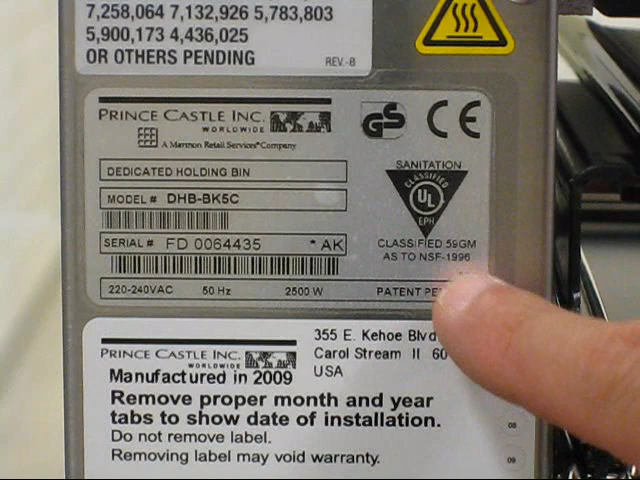 7,258,064 7,132,926 5,783,803
5,900,173 4,436,025
OR OTHERS PENDING
REV.-B
PRINCE CASTLE INC.
WORLDWIDE
A Marmon Retail Services Company
GS
CE
DEDICATED HOLDING BIN
MODEL # DHB-BK5C
SERIAL # FD 0064435 * AK
220-240VAC 50 Hz 2500 W PATENT
SANITATION
CLASSIFIED
UL
EPH
CLASSIFIED 59GM
AS TO NSF-1996
PRINCE CASTLE INC.
WORLDWIDE
355 E. Kehoe Blvd
Carol Stream Il 60
USA
Manufactured in 2009
Remove proper month and year
tabs to show date of installation.
Do not remove label.
Removing label may void warranty.
08
09